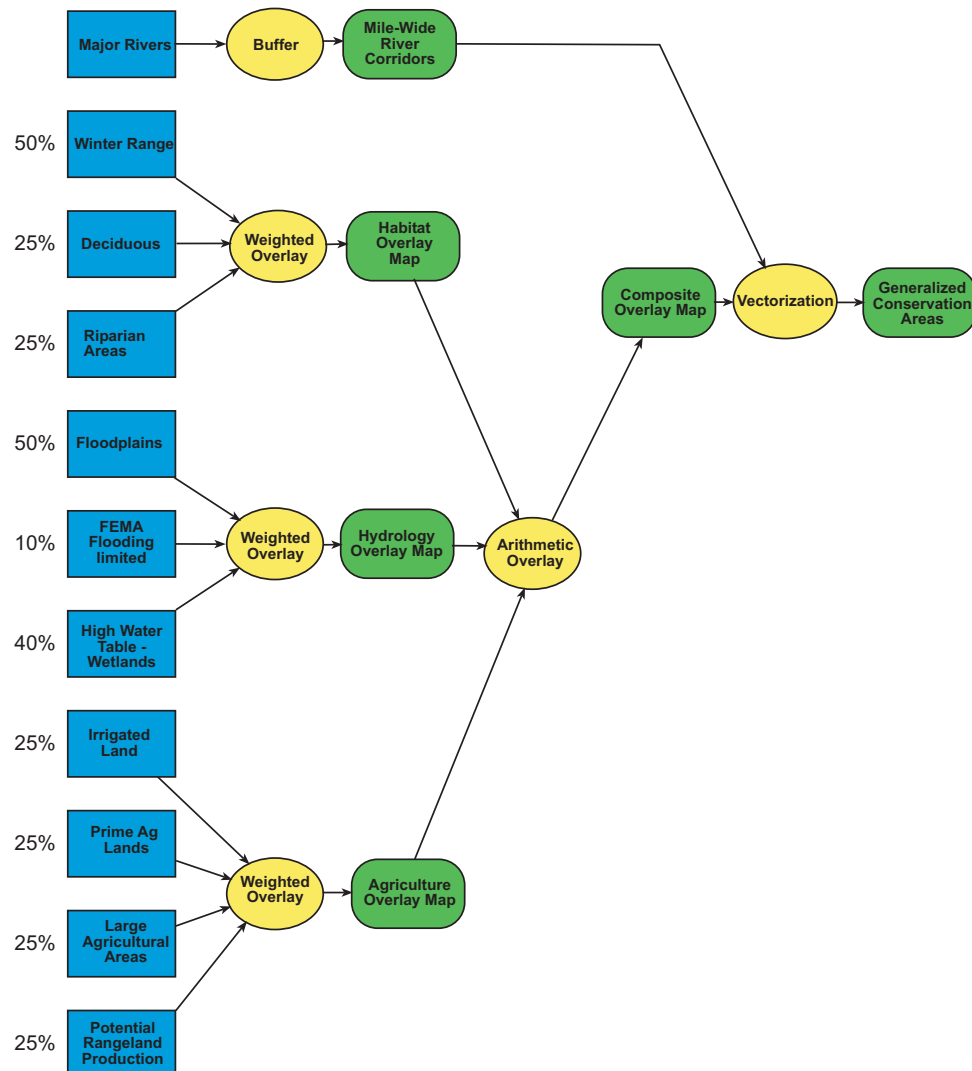 Major Rivers
Buffer
Mile-Wide
River
Corridors
50%
Winter Range
25%
Deciduous
Weighted
Overlay
Habitat
Overlay
Map
25%
Riparian
Areas
Composite
Overlay Map
Vectorization
Generalized
Conservation
Areas
50%
Floodplains
10%
FEMA
Flooding
limited
Weighted
Overlay
Hydrology
Overlay Map
Arithmetic
Overlay
40%
High Water
Table -
Wetlands
25%
Irrigated
Land
25%
Prime Ag
Lands
Weighted
Overlay
Agriculture
Overlay Map
25%
Large
Agricultural
Areas
25%
Potential
Rangeland
Production